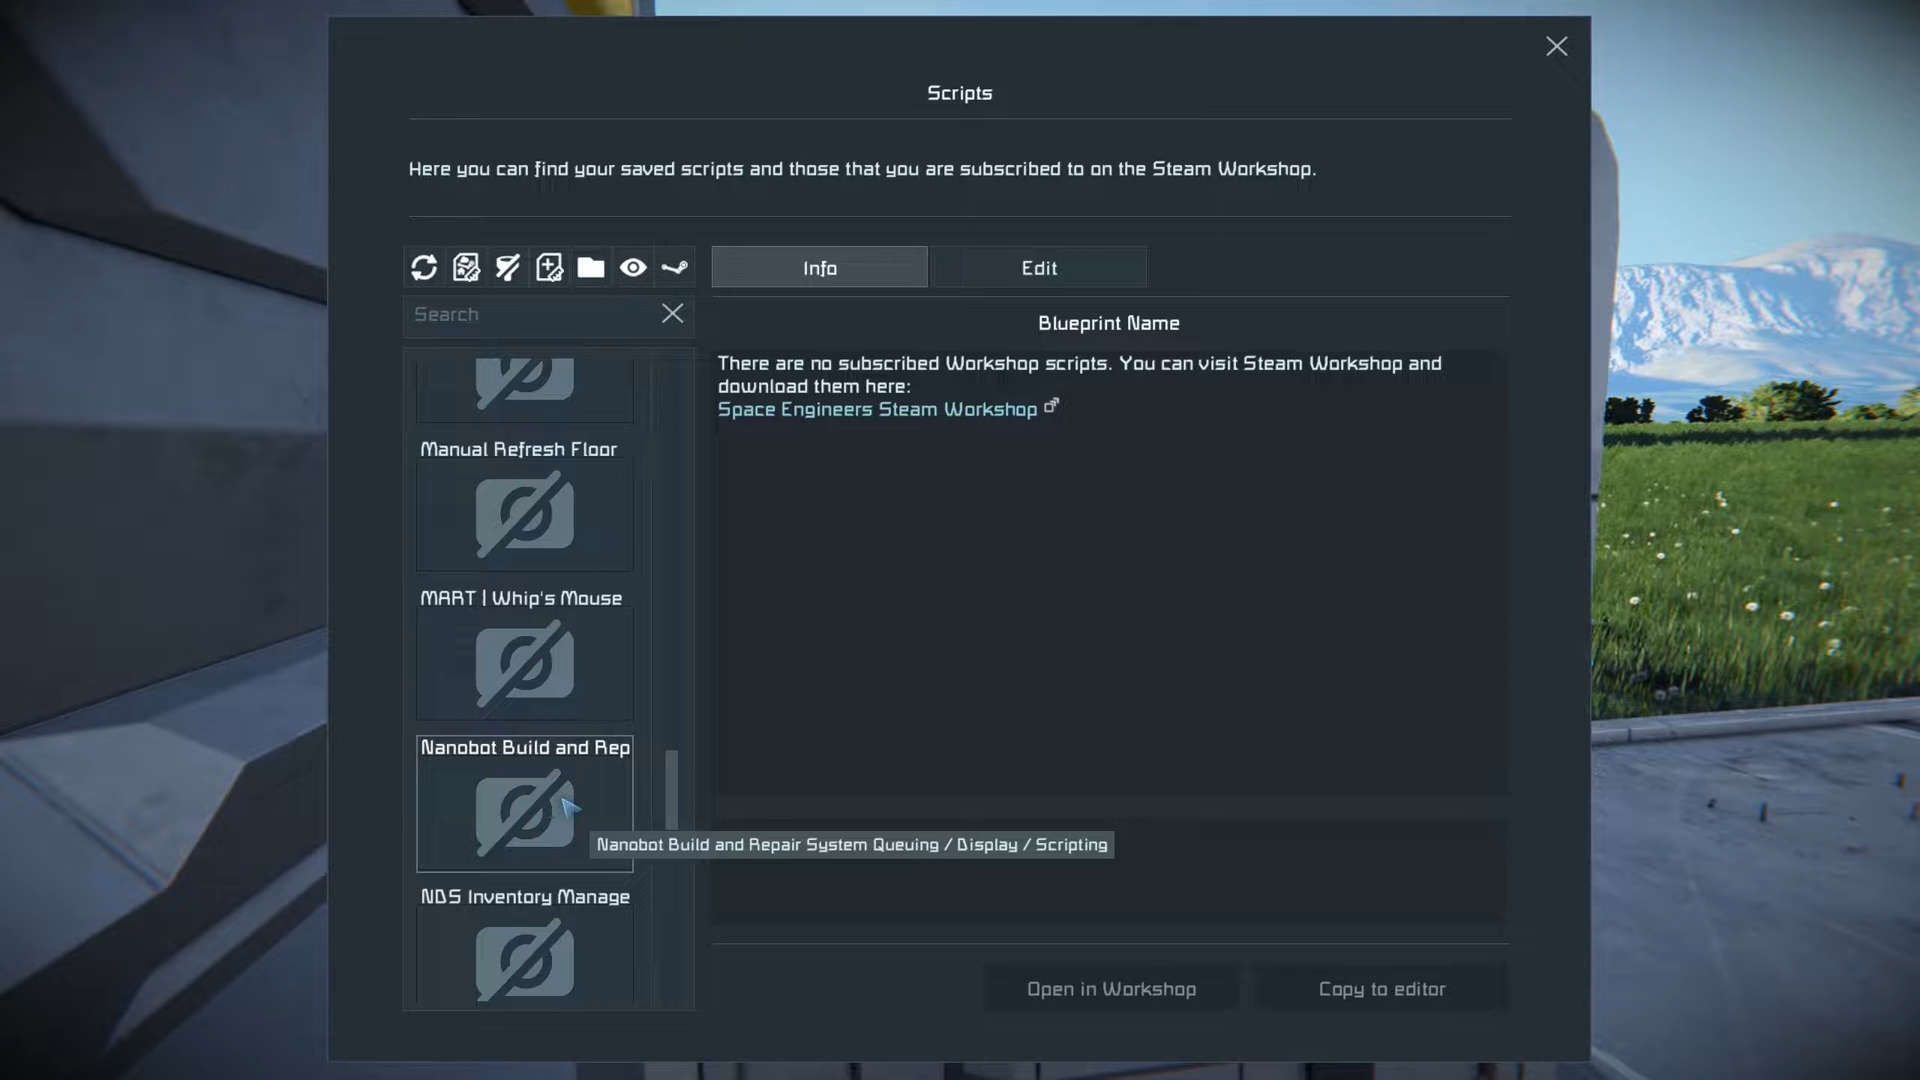 Scripts
Here you can find your saved scripts and those that you are subscribed to on the Steam Workshop.
Info
Edit
Search
Blueprint Name
There are no subscribed Workshop scripts. You can visit Steam Workshop and
download them here:
Space Engineers Steam Workshop
Manual Refresh Floor
MART | Whip's Mouse
Nanobot Build and Rep
Nanobot Build and Repair System Queuing / Display / Scripting
NDS Inventory Manage
Open in Workshop
Copy to editor